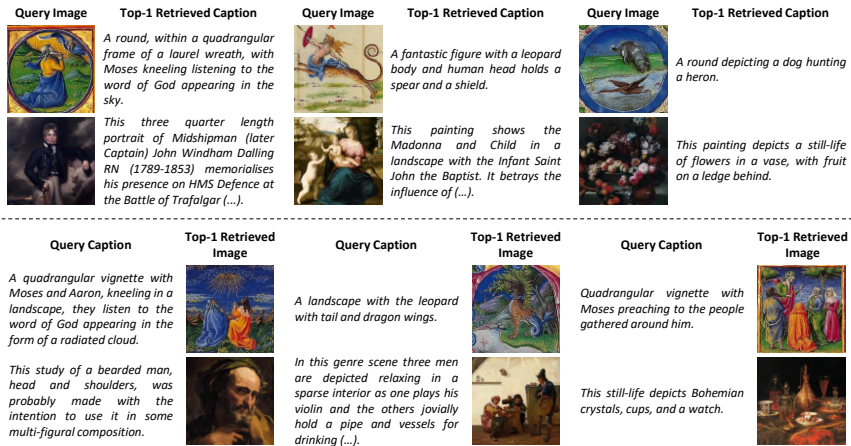 Query Image Top-1 Retrieved Caption Query Image Top-1 Retrieved Caption Query Image Top-1 Retrieved Caption
A round, within a quadrangular
frame of a laurel wreath, with
Moses kneeling listening to the
word of God appearing in the
sky.
A fantastic figure with a leopard
body and human head holds a
spear and a shield.
A round depicting a dog hunting
a heron.
This three quarter length
portrait of Midshipman (later
Captain) John Windham Dalling
RN (1789-1853) memorialises
his presence on HMS Defence at
the Battle of Trafalgar (...).
This painting shows the
Madonna and Child in a
landscape with the Infant Saint
John the Baptist. It betrays the
influence of (...).
This painting depicts a still-life
of flowers in a vase, with fruit
on a ledge behind.
Query Caption Top-1 Retrieved Image Query Caption Top-1 Retrieved Image Query Caption Top-1 Retrieved Image
A quadrangular vignette with
Moses and Aaron, kneeling in a
landscape, they listen to the
word of God appearing in the
form of a radiated cloud.
A landscape with the leopard
with tail and dragon wings.
Quadrangular vignette with
Moses preaching to the people
gathered around him.
This study of a bearded man,
head and shoulders, was
probably made with the
intention to use it in some
multi-figural composition.
In this genre scene three men
are depicted relaxing in a
sparse interior as one plays his
violin and the others jovially
hold a pipe and vessels for
drinking (...).
This still-life depicts Bohemian
crystals, cups, and a watch.